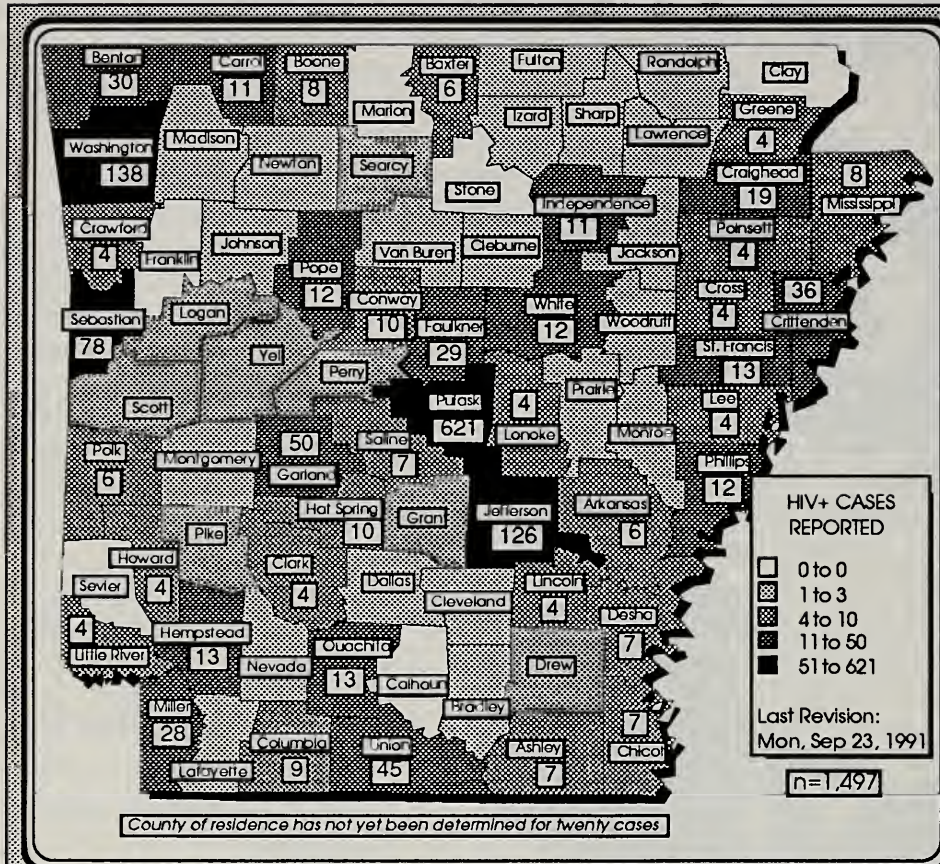 Benton Carroll Boone Baxter Fulton Randolph Clay
30 11 8 Marion 6 Izard Sharp Lawrence Greene
4
Washington Madison Newton Searcy Stone Independence Craighead 8
138 11 19 Mississippi
Crawford Franklin Johnson Van Buren Cleburne Jackson Poinsett
4 4
Pope Conway Faulkner White Woodruff Cross 36
12 10 29 12 4 Crittenden
Sebastian Logan Yel St. Francis
78 13
Scott Perry Pulask 4 Prairie Lee
621 Lonoke Monroe 4
Polk Montgomery 50 Saline Phillips
6 Garland 7 12
Pike Hot Spring Grant Jefferson Arkansas
10 126 6
Sevier Howard Clark Dallas Cleveland Lincoln Desha
4 4 4 7
4 Hempstead Nevada Ouachita Calhoun Bradley Drew
Little River 13 13
Miller Lafayette Columbia Union Ashley 7
28 9 45 7 Chicot
HIV+ CASES
REPORTED
0 to 0
1 to 3
4 to 10
11 to 50
51 to 621
Last Revision:
Mon, Sep 23, 1991
n=1,497
County of residence has not yet been determined for twenty cases